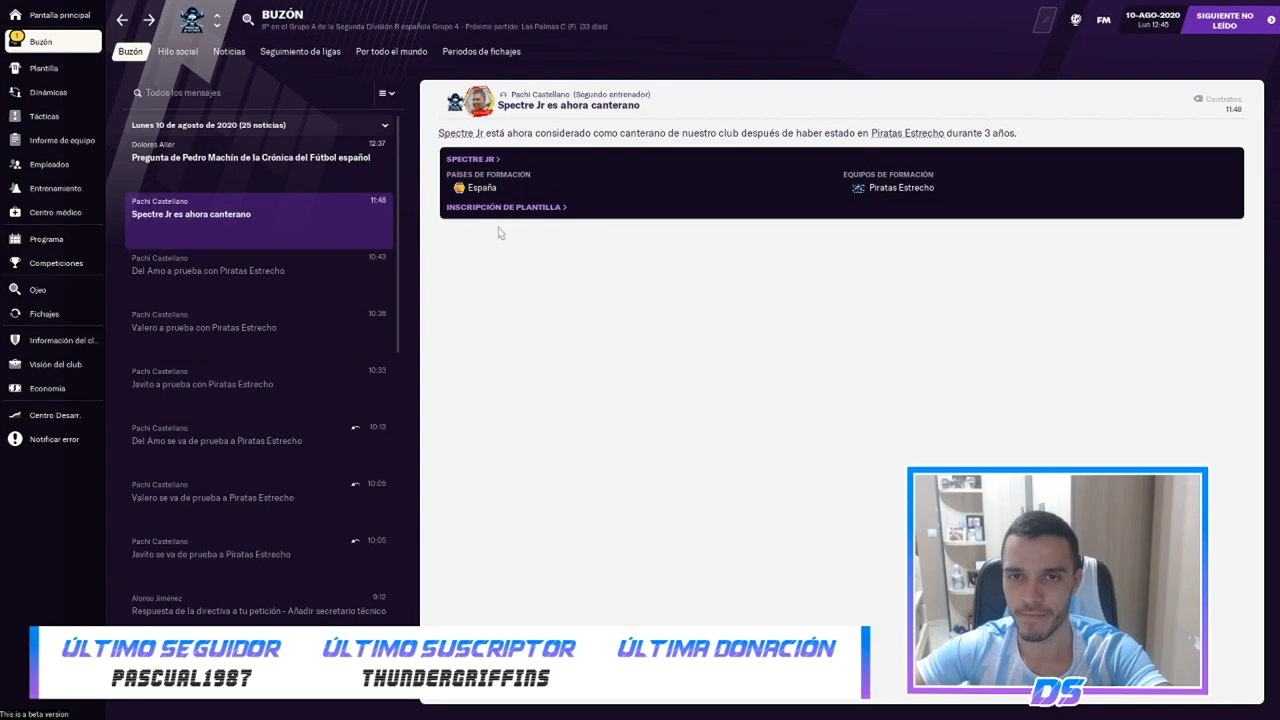 Pantalla principal
Buzón
Plantilla
Dinámicas
Tácticas
Informe de equipo
Empleados
Entrenamiento
Centro médico
Programa
Competiciones
Ojeo
Fichajes
Información del cl...
Visión del club
Economía
Centro Desarr.
Notificar error
This is a beta version
BUZÓN
8º en el Grupo A de la Segunda División B española Grupo 4 - Próximo partido: Las Palmas C (F) (33 días)
FM
10-AGO-2020
Lun 12:45
SIGUIENTE NO LEÍDO
Buzón
Hilo social
Noticias
Seguimiento de ligas
Por todo el mundo
Periodos de fichajes
Todos los mensajes
Lunes 10 de agosto de 2020 (25 noticias)
Dolores Aller 12:37
Pregunta de Pedro Machín de la Crónica del Fútbol español
Pachi Castellano 11:48
Spectre Jr es ahora canterano
Pachi Castellano 10:43
Del Amo a prueba con Piratas Estrecho
Pachi Castellano 10:36
Valero a prueba con Piratas Estrecho
Pachi Castellano 10:33
Javito a prueba con Piratas Estrecho
Pachi Castellano 10:13
Del Amo se va de prueba a Piratas Estrecho
Pachi Castellano 10:05
Valero se va de prueba a Piratas Estrecho
Pachi Castellano 10:05
Javito se va de prueba a Piratas Estrecho
Alonso Jiménez 9:12
Respuesta de la directiva a tu petición - Añadir secretario técnico
Pachi Castellano (Segundo entrenador)
Spectre Jr es ahora canterano
Contratos
11:48
Spectre Jr está ahora considerado como canterano de nuestro club después de haber estado en Piratas Estrecho durante 3 años.
SPECTRE JR >
PAÍSES DE FORMACIÓN
España
EQUIPOS DE FORMACIÓN
Piratas Estrecho
INSCRIPCIÓN DE PLANTILLA >
ÚLTIMO SEGUIDOR
PASCUAL1987
ÚLTIMO SUSCRIPTOR
THUNDERGRIFFINS
ÚLTIMA DONACIÓN
DS